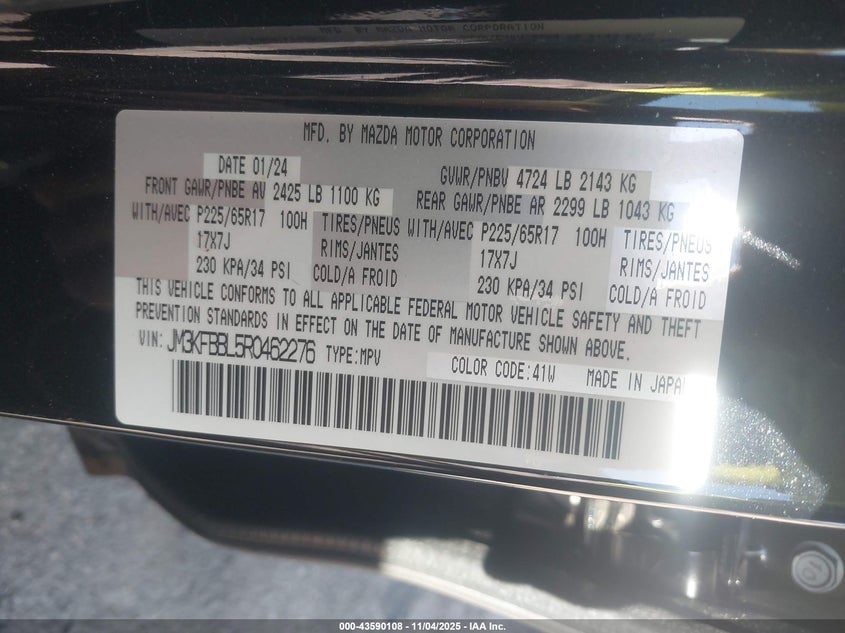 MFD. BY MAZDA MOTOR CORPORATION
DATE 01/24 GVWR/PNBV 4724 LB 2143 KG
FRONT GAWR/PNBE AV 2425 LB 1100 KG REAR GAWR/PNBE AR 2299 LB 1043 KG
WITH/AVEC P225/65R17 100H TIRES/PNEUS WITH/AVEC P225/65R17 100H TIRES/PNEUS
17X7J RIMS/JANTES 17X7J RIMS/JANTES
230 KPA/34 PSI COLD/A FROID 230 KPA/34 PSI COLD/A FROID
THIS VEHICLE CONFORMS TO ALL APPLICABLE FEDERAL MOTOR VEHICLE SAFETY AND THEFT
PREVENTION STANDARDS IN EFFECT ON THE DATE OF MANUFACTURE SHOWN ABOVE.
VIN: JM3KFBBL5R0462276 TYPE:MPV COLOR CODE:41W MADE IN JAPAN
000-43590108 - 11/04/2025 - IAA Inc.